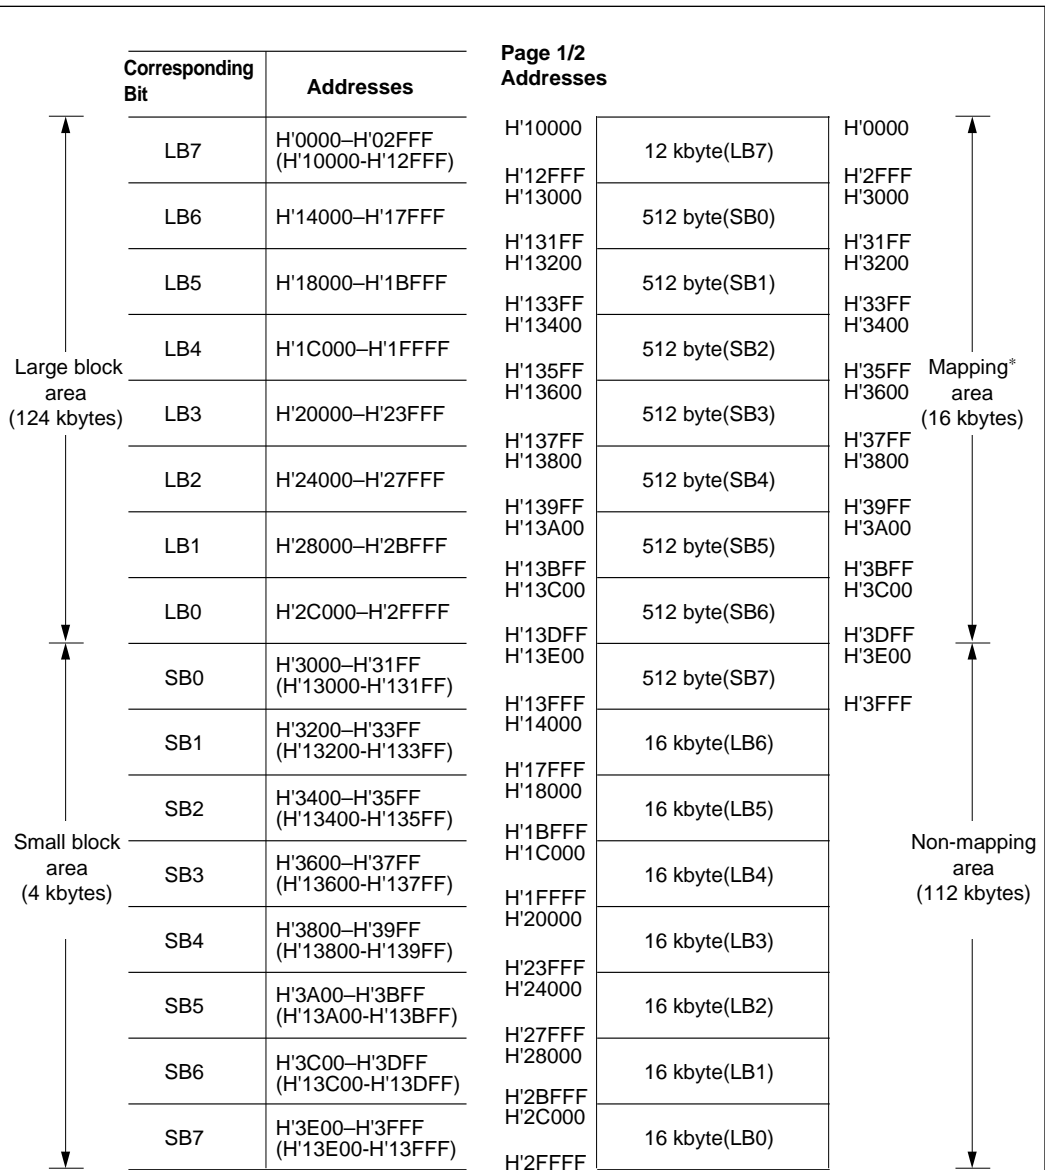 Corresponding
Bit
Addresses
LB7
H'0000–H'02FFF
(H'10000-H'12FFF)
LB6
H'14000–H'17FFF
LB5
H'18000–H'1BFFF
LB4
H'1C000–H'1FFFF
LB3
H'20000–H'23FFF
LB2
H'24000–H'27FFF
LB1
H'28000–H'2BFFF
LB0
H'2C000–H'2FFFF
SB0
H'3000–H'31FF
(H'13000-H'131FF)
SB1
H'3200–H'33FF
(H'13200-H'133FF)
SB2
H'3400–H'35FF
(H'13400-H'135FF)
SB3
H'3600–H'37FF
(H'13600-H'137FF)
SB4
H'3800–H'39FF
(H'13800-H'139FF)
SB5
H'3A00–H'3BFF
(H'13A00-H'13BFF)
SB6
H'3C00–H'3DFF
(H'13C00-H'13DFF)
SB7
H'3E00–H'3FFF
(H'13E00-H'13FFF)
Large block
area
(124 kbytes)
Small block
area
(4 kbytes)
Page 1/2
Addresses
H'10000
12 kbyte(LB7)
H'0000
H'12FFF
H'2FFF
H'13000
512 byte(SB0)
H'3000
H'131FF
H'31FF
H'13200
512 byte(SB1)
H'3200
H'133FF
H'33FF
H'13400
512 byte(SB2)
H'3400
H'135FF
H'35FF
H'13600
512 byte(SB3)
H'3600
H'137FF
H'37FF
H'13800
512 byte(SB4)
H'3800
H'139FF
H'39FF
H'13A00
512 byte(SB5)
H'3A00
H'13BFF
H'3BFF
H'13C00
512 byte(SB6)
H'3C00
H'13DFF
H'3DFF
H'13E00
512 byte(SB7)
H'3E00
H'13FFF
H'3FFF
H'14000
16 kbyte(LB6)
H'17FFF
H'18000
16 kbyte(LB5)
H'1BFFF
H'1C000
16 kbyte(LB4)
H'1FFFF
H'20000
16 kbyte(LB3)
H'23FFF
H'24000
16 kbyte(LB2)
H'27FFF
H'28000
16 kbyte(LB1)
H'2BFFF
H'2C000
16 kbyte(LB0)
H'2FFFF
Mapping*
area
(16 kbytes)
Non-mapping
area
(112 kbytes)